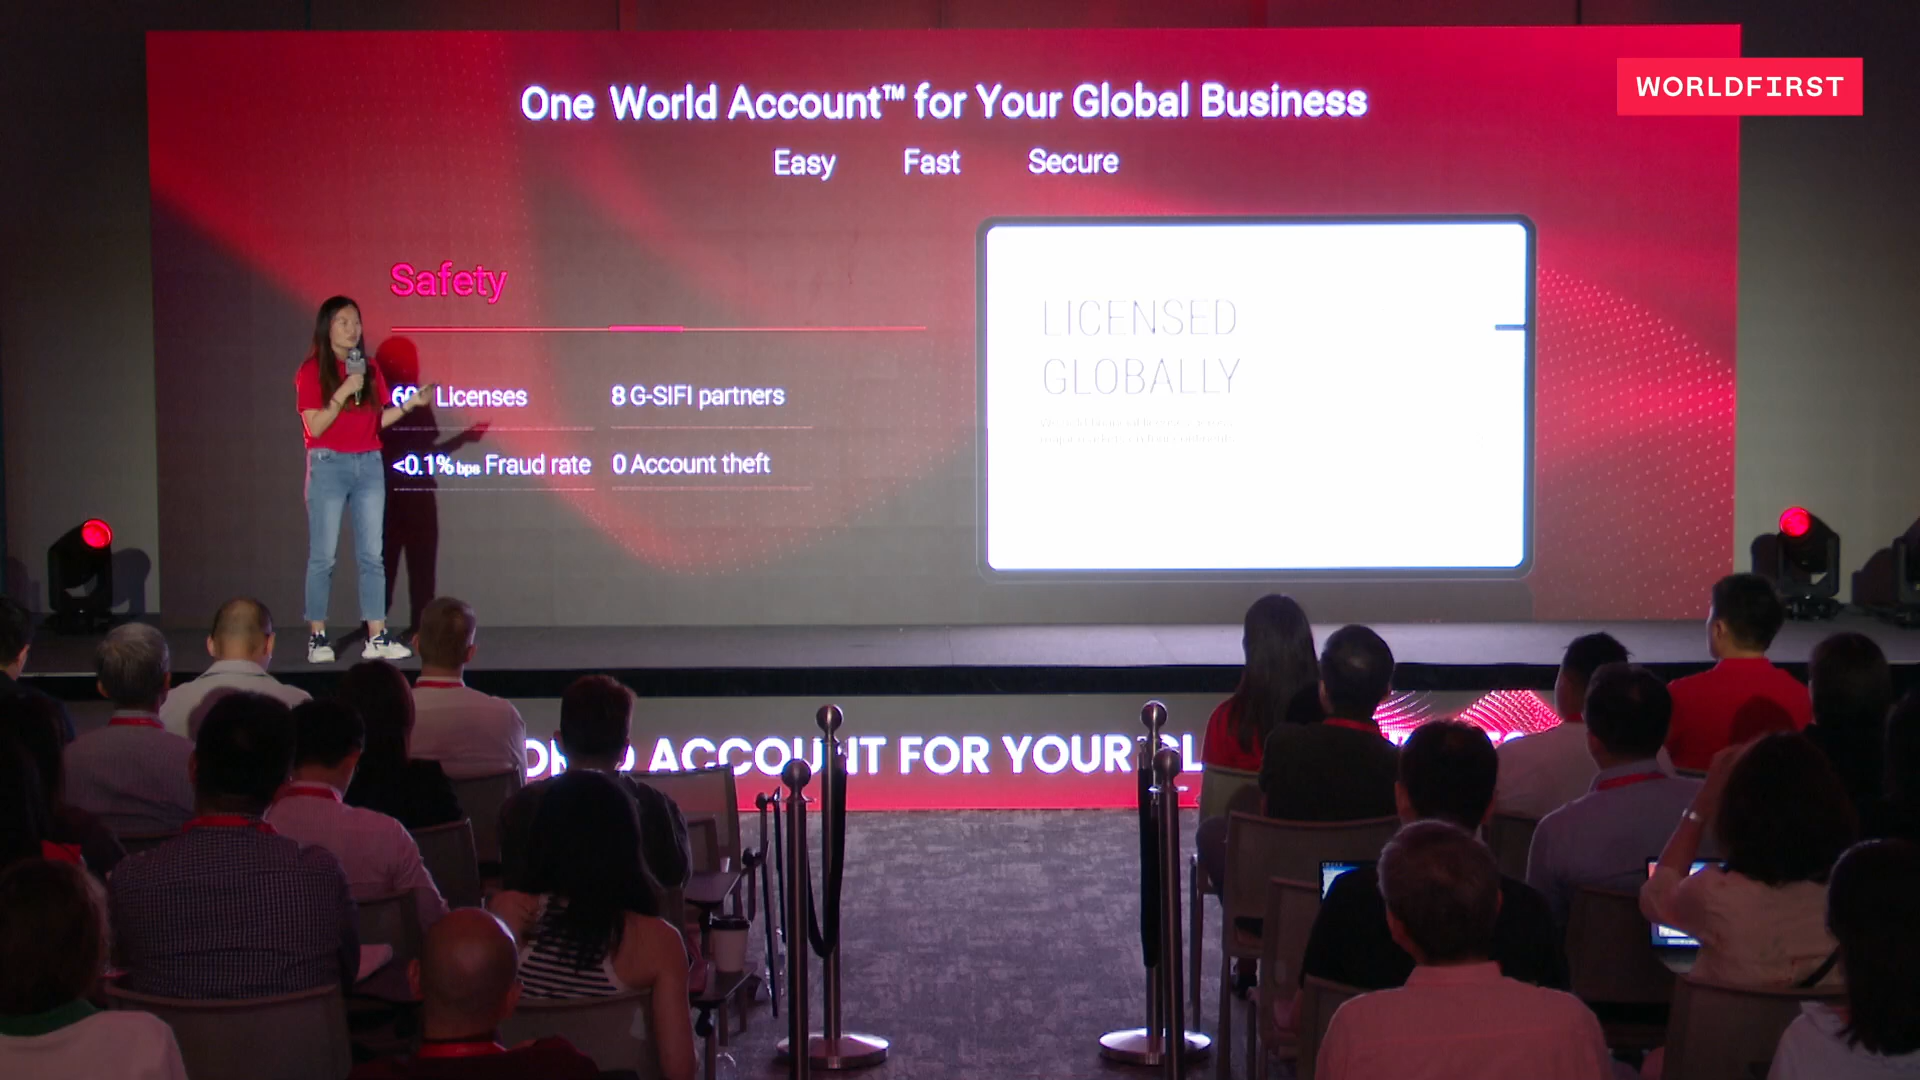 One World Account™ for Your Global Business
WORLDFIRST
Easy Fast Secure
Safety
Licenses
8 G-SIFI partners
<0.1% bps Fraud rate
0 Account theft
LICENSED
GLOBALLY
ACCOUNT FOR YOUR